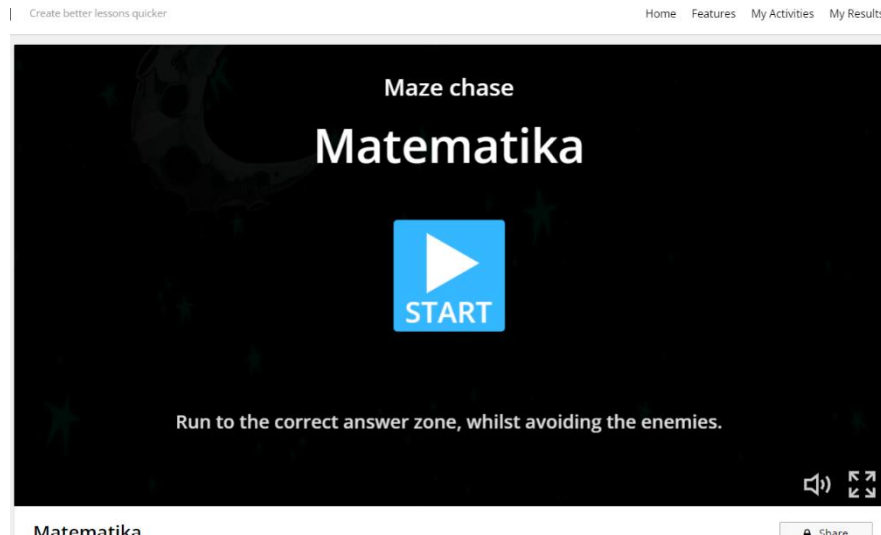 Create better lessons quicker
Home Features My Activities My Results
Maze chase
Matematika
START
Run to the correct answer zone, whilst avoiding the enemies.
Matematika
Share